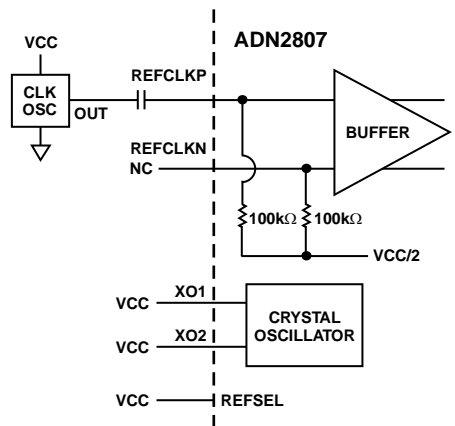 ADN2807
VCC
REFCLKP
CLK
OSC
OUT
BUFFER
REFCLKN
NC
100kΩ
100kΩ
VCC/2
VCC
XO1
CRYSTAL
OSCILLATOR
VCC
XO2
VCC
REFSEL